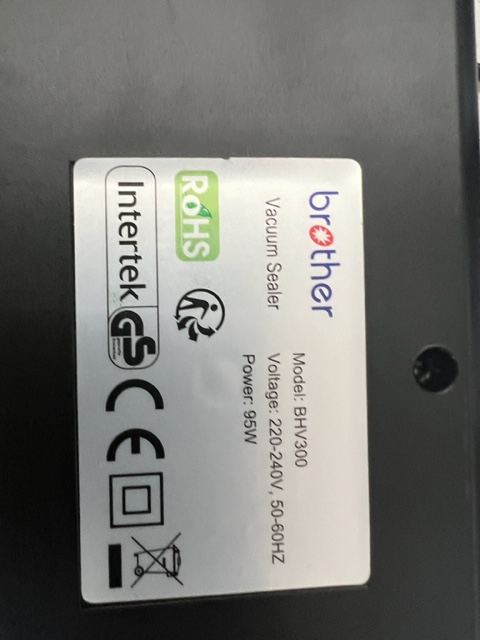 brother
Vacuum Sealer
Model: BHV300
Voltage: 220-240V, 50-60HZ
Power: 95W
RoHS
Intertek
GS
CE